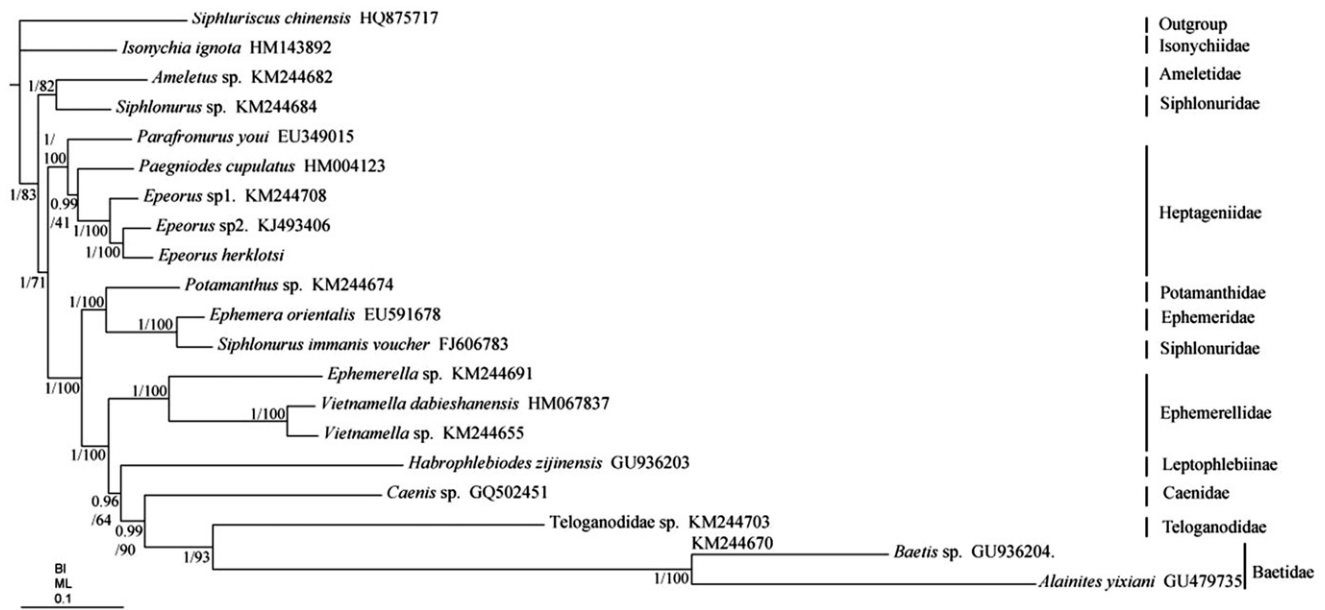 Siphluriscus chinensis HQ875717
Outgroup
Isonychia ignota HM143892
Isonychiidae
Ameletus sp. KM244682
Ameletidae
1/82
Siphlonurus sp. KM244684
Siphlonuridae
Parafronurus youi EU349015
1/
100
Paegniodes cupulatus HM004123
1/83
Epeorus sp1. KM244708
0.99
/41
Heptageniidae
Epeorus sp2. KJ493406
1/100
Epeorus herklotsi
1/100
1/71
Potamanthus sp. KM244674
Potamanthidae
1/100
Ephemera orientalis EU591678
Ephemeridae
1/100
Siphlonurus immanis voucher FJ606783
Siphlonuridae
Ephemerella sp. KM244691
1/100
1/100
Vietnamella dabieshanensis HM067837
Ephemerellidae
1/100
Vietnamella sp. KM244655
1/100
Habrophlebiodes zijinensis GU936203
Leptophlebiinae
Caenis sp. GQ502451
Caenidae
0.96
/64
Teloganodidae sp. KM244703
Teloganodidae
0.99
/90
KM244670
1/93
Baetis sp. GU936204.
Baetidae
1/100
Alainites yixiani GU479735
BI
ML
0.1